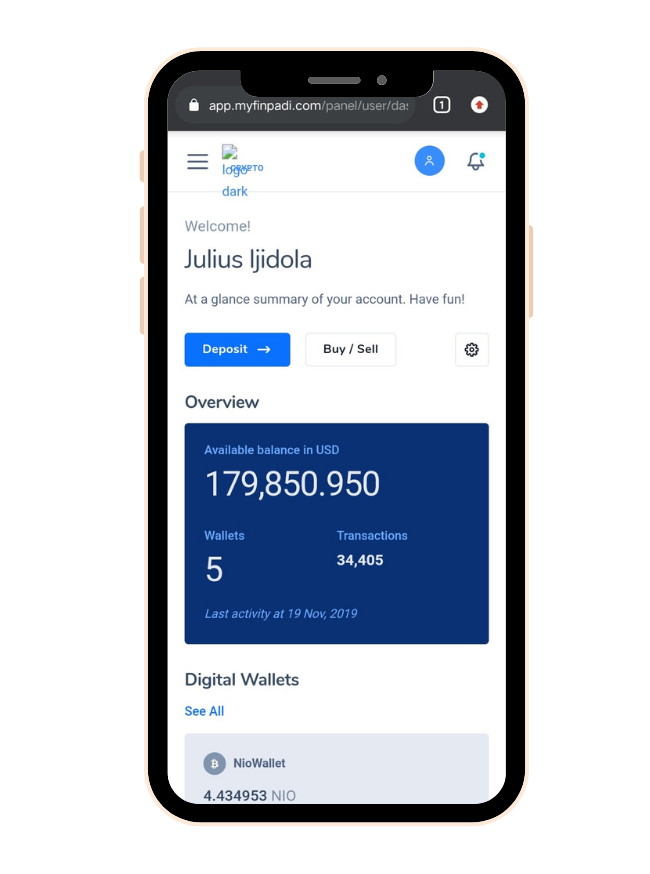 app.myfinpadi.com/panel/user/das
1
logo
CRYPTO
dark
Welcome!
Julius Ijidola
At a glance summary of your account. Have fun!
Deposit → Buy / Sell
Overview
Available balance in USD
179,850.950
Wallets Transactions
5 34,405
Last activity at 19 Nov, 2019
Digital Wallets
See All
NioWallet
4.434953 NIO